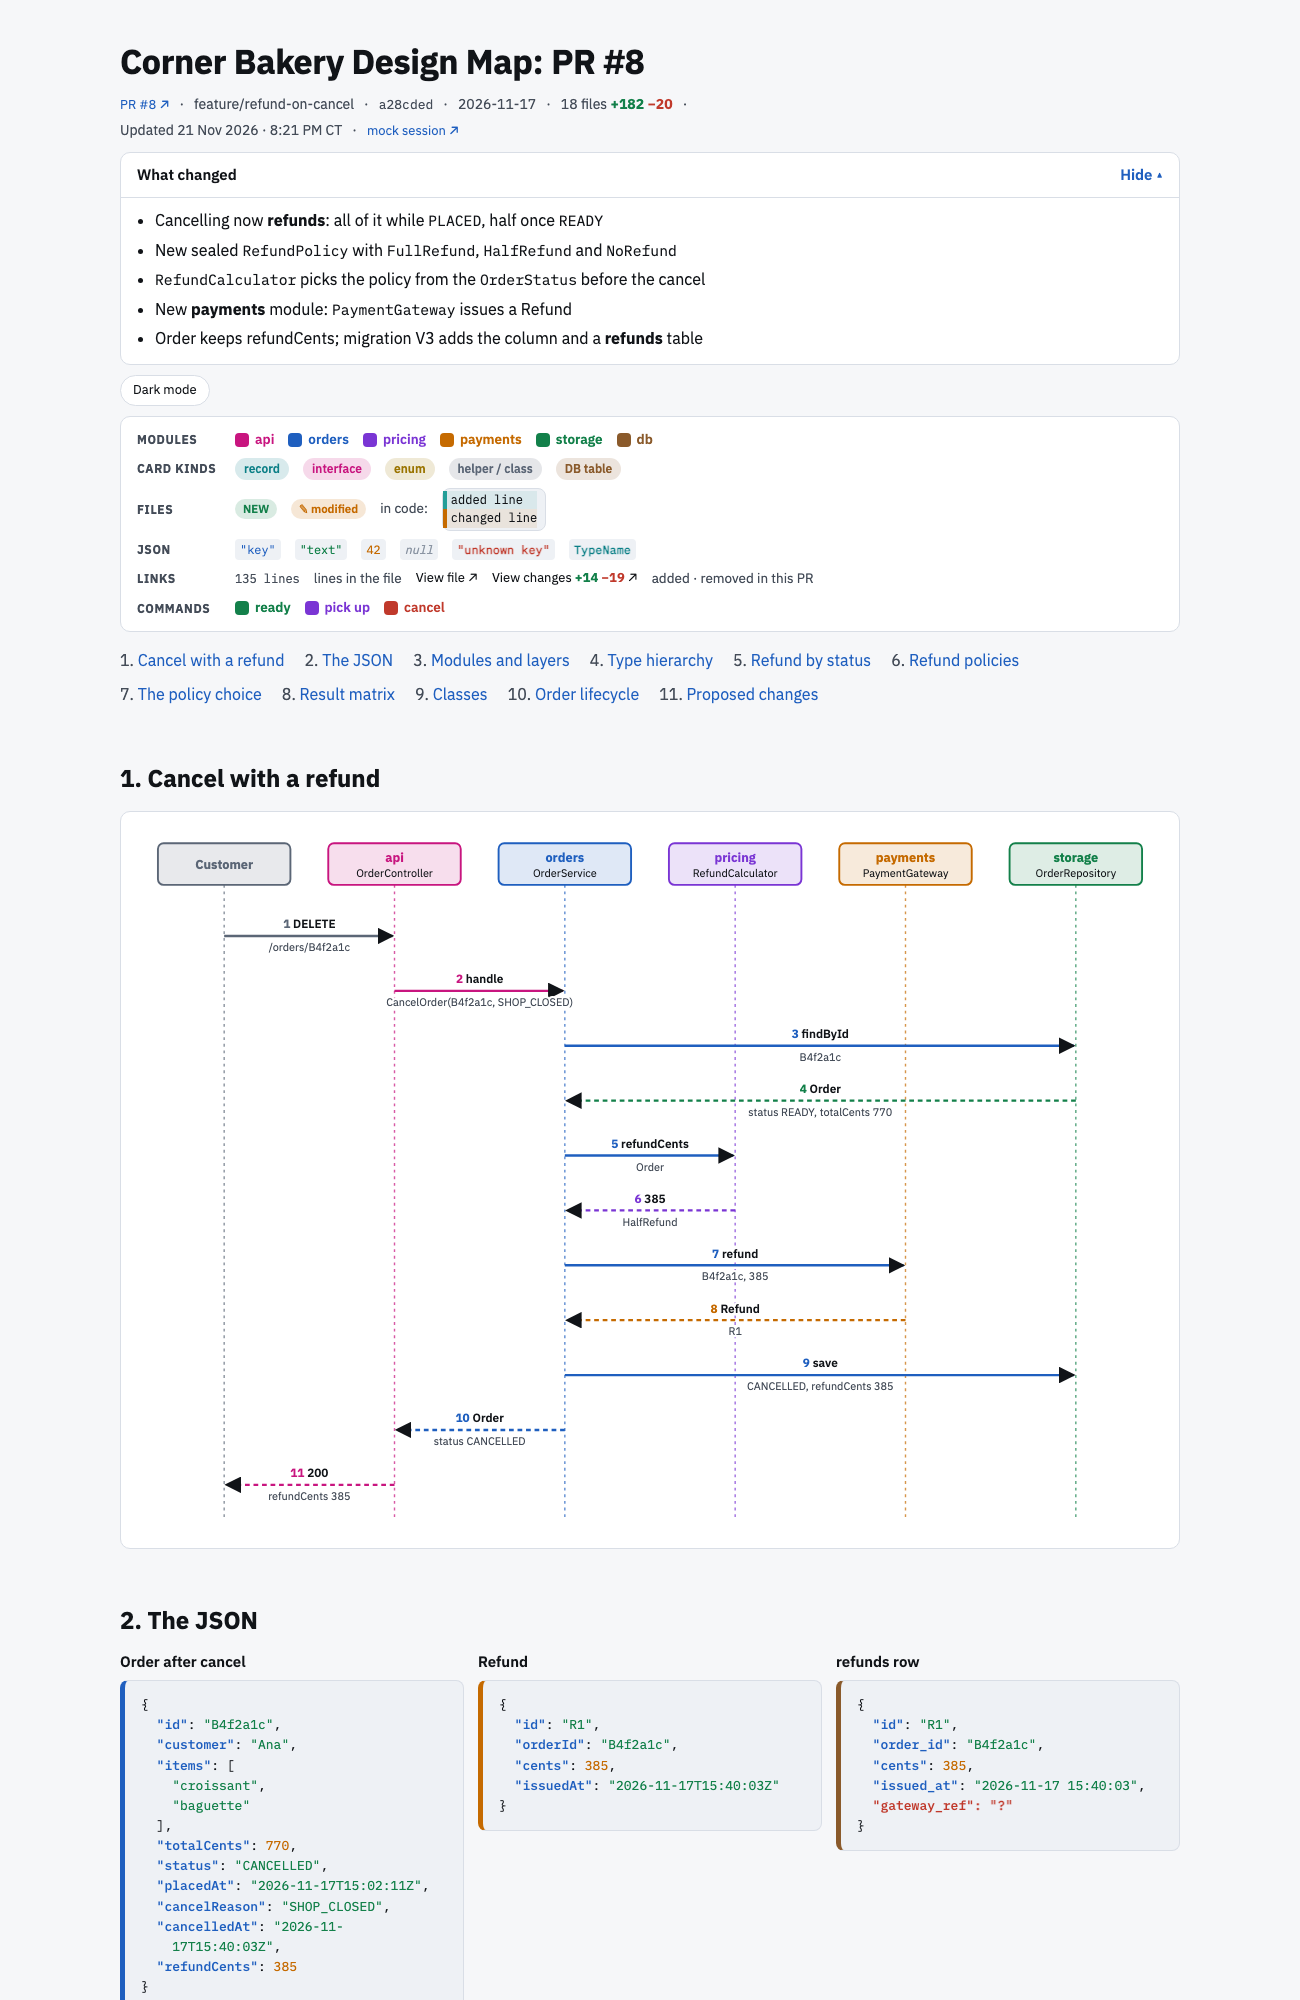 Corner Bakery Design Map: PR #8
PR #8 ↗ · feature/refund-on-cancel · a28cded · 2026-11-17 · 18 files +182 −20 ·
Updated 21 Nov 2026 · 8:21 PM CT · mock session ↗
What changed
Hide ▴
• Cancelling now refunds: all of it while PLACED, half once READY
• New sealed RefundPolicy with FullRefund, HalfRefund and NoRefund
• RefundCalculator picks the policy from the OrderStatus before the cancel
• New payments module: PaymentGateway issues a Refund
• Order keeps refundCents; migration V3 adds the column and a refunds table
Dark mode
MODULES api orders pricing payments storage db
CARD KINDS record interface enum helper / class DB table
FILES NEW ✎ modified in code: added line
changed line
JSON "key" "text" 42 null "unknown key" TypeName
LINKS 135 lines lines in the file View file ↗ View changes +14 −19 ↗ added · removed in this PR
COMMANDS ready pick up cancel
1. Cancel with a refund 2. The JSON 3. Modules and layers 4. Type hierarchy 5. Refund by status 6. Refund policies
7. The policy choice 8. Result matrix 9. Classes 10. Order lifecycle 11. Proposed changes
1. Cancel with a refund
Customer
api
OrderController
orders
OrderService
pricing
RefundCalculator
payments
PaymentGateway
storage
OrderRepository
1 DELETE
/orders/B4f2a1c
2 handle
CancelOrder(B4f2a1c, SHOP_CLOSED)
3 findById
B4f2a1c
4 Order
status READY, totalCents 770
5 refundCents
Order
6 385
HalfRefund
7 refund
B4f2a1c, 385
8 Refund
R1
9 save
CANCELLED, refundCents 385
10 Order
status CANCELLED
11 200
refundCents 385
2. The JSON
Order after cancel
{
"id": "B4f2a1c",
"customer": "Ana",
"items": [
"croissant",
"baguette"
],
"totalCents": 770,
"status": "CANCELLED",
"placedAt": "2026-11-17T15:02:11Z",
"cancelReason": "SHOP_CLOSED",
"cancelledAt": "2026-11-
17T15:40:03Z",
"refundCents": 385
}
Refund
{
"id": "R1",
"orderId": "B4f2a1c",
"cents": 385,
"issuedAt": "2026-11-17T15:40:03Z"
}
refunds row
{
"id": "R1",
"order_id": "B4f2a1c",
"cents": 385,
"issued_at": "2026-11-17 15:40:03",
"gateway_ref": "?"
}